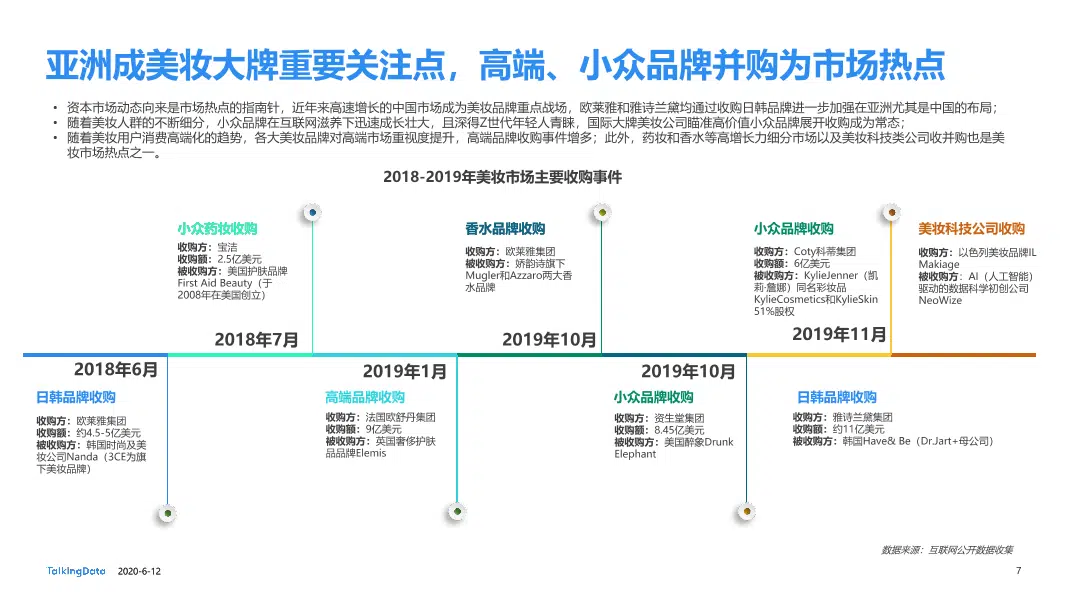 亚洲成美妆大牌重要关注点，高端、小众品牌并购为市场热点
• 资本市场动态向来是市场热点的指南针，近年来高速增长的中国市场成为美妆品牌重点战场，欧莱雅和雅诗兰黛均通过收购日韩品牌进一步加强在亚洲尤其是中国的布局；
• 随着美妆人群的不断细分，小众品牌在互联网滋养下迅速成长壮大，且深得Z世代年轻人青睐，国际大牌美妆公司瞄准高价值小众品牌展开收购成为常态；
• 随着美妆用户消费高端化的趋势，各大美妆品牌对高端市场重视度提升，高端品牌收购事件增多；此外，药妆和香水等高增长力细分市场以及美妆科技类公司收并购也是美
妆市场热点之一。
2018-2019年美妆市场主要收购事件
小众药妆收购
收购方：宝洁
收购额：2.5亿美元
被收购方：美国护肤品牌
First Aid Beauty（于
2008年在美国创立）
2018年7月
香水品牌收购
收购方：欧莱雅集团
被收购方：娇韵诗旗下
Mugler和Azzaro两大香
水品牌
2019年10月
小众品牌收购
收购方：Coty科蒂集团
收购额：6亿美元
被收购方：KylieJenner（凯
莉·詹娜）同名彩妆品
KylieCosmetics和KylieSkin
51%股权
2019年11月
美妆科技公司收购
收购方：以色列美妆品牌IL
Makiage
被收购方：AI（人工智能）
驱动的数据科学初创公司
NeoWize
2018年6月
日韩品牌收购
收购方：欧莱雅集团
收购额：约4.5-5亿美元
被收购方：韩国时尚及美
妆公司Nanda（3CE为旗
下美妆品牌）
2019年1月
高端品牌收购
收购方：法国欧舒丹集团
收购额：9亿美元
被收购方：英国奢侈护肤
品品牌Elemis
2019年10月
小众品牌收购
收购方：资生堂集团
收购额：8.45亿美元
被收购方：美国醉象Drunk
Elephant
日韩品牌收购
收购方：雅诗兰黛集团
收购额：约11亿美元
被收购方：韩国Have& Be（Dr.Jart+母公司）
数据来源：互联网公开数据收集
TalkingData 2020-6-12
7